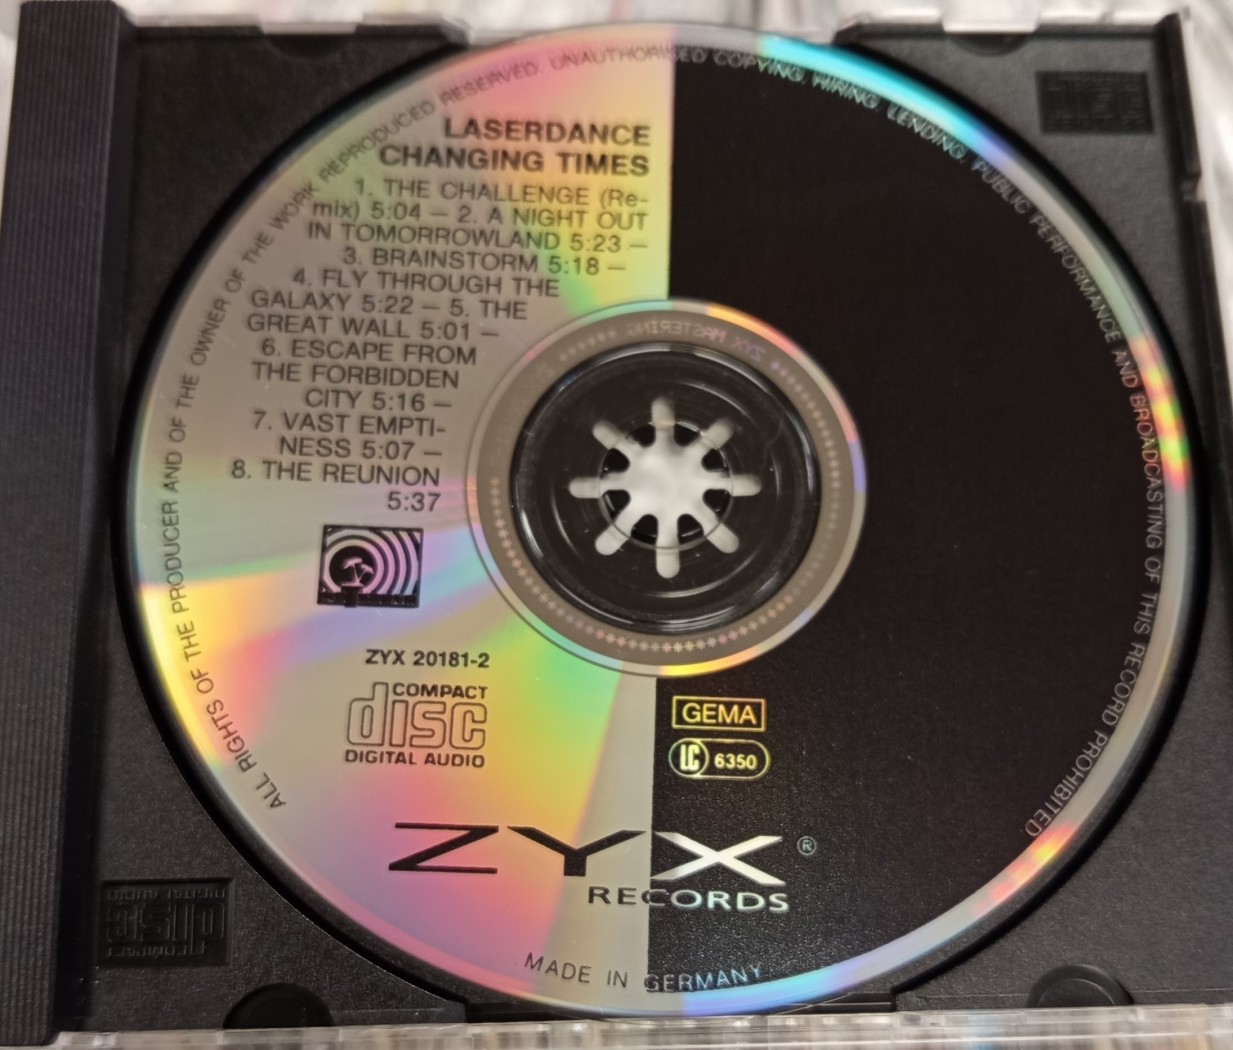 ALL RIGHTS OF THE PRODUCER AND OF THE OWNER OF THE WORK REPRODUCED RESERVED. UNAUTHORISED COPYING, HIRING, LENDING, PUBLIC PERFORMANCE AND BROADCASTING OF THIS RECORD PROHIBITED
LASERDANCE
CHANGING TIMES
1. THE CHALLENGE (Re-
mix) 5:04 – 2. A NIGHT OUT
IN TOMORROWLAND 5:23 –
3. BRAINSTORM 5:18 –
4. FLY THROUGH THE
GALAXY 5:22 – 5. THE
GREAT WALL 5:01 –
6. ESCAPE FROM
THE FORBIDDEN
CITY 5:16 –
7. VAST EMPTI-
NESS 5:07 –
8. THE REUNION
5:37
ZYX MASTERING
ZYX 20181-2
COMPACT
disc
DIGITAL AUDIO
GEMA
LC 6350
ZYX ®
RECORDS
MADE IN GERMANY
COMPACT
disc
DIGITAL AUDIO